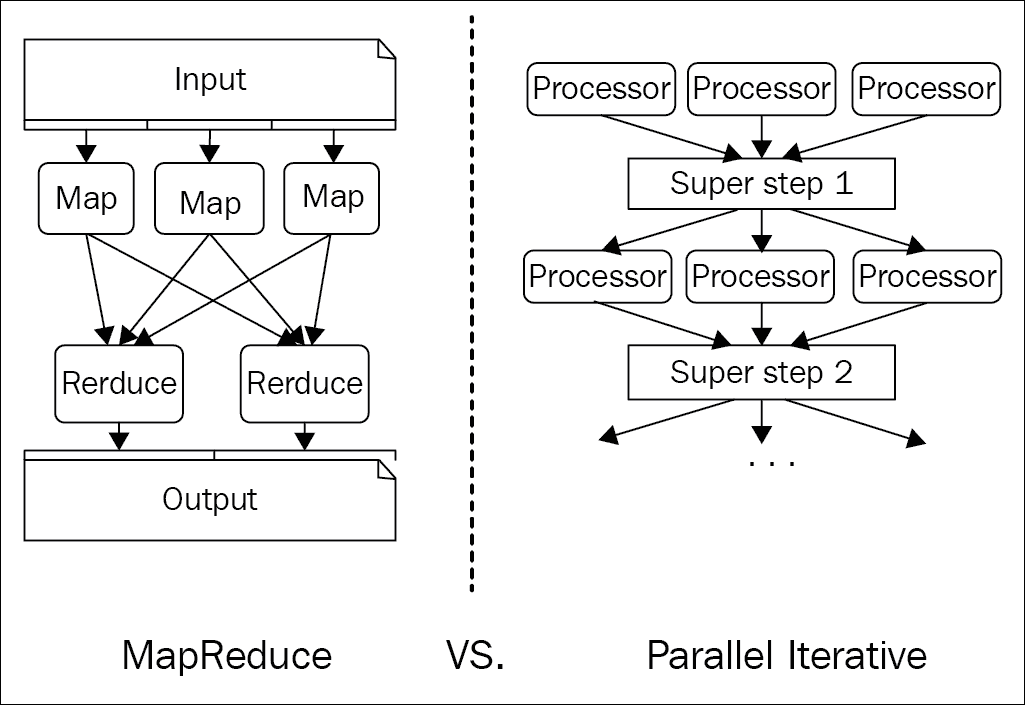 Input
Map
Map
Map
Rerduce
Rerduce
Output
Processor
Processor
Processor
Super step 1
Processor
Processor
Processor
Super step 2
. . .
MapReduce
VS.
Parallel Iterative